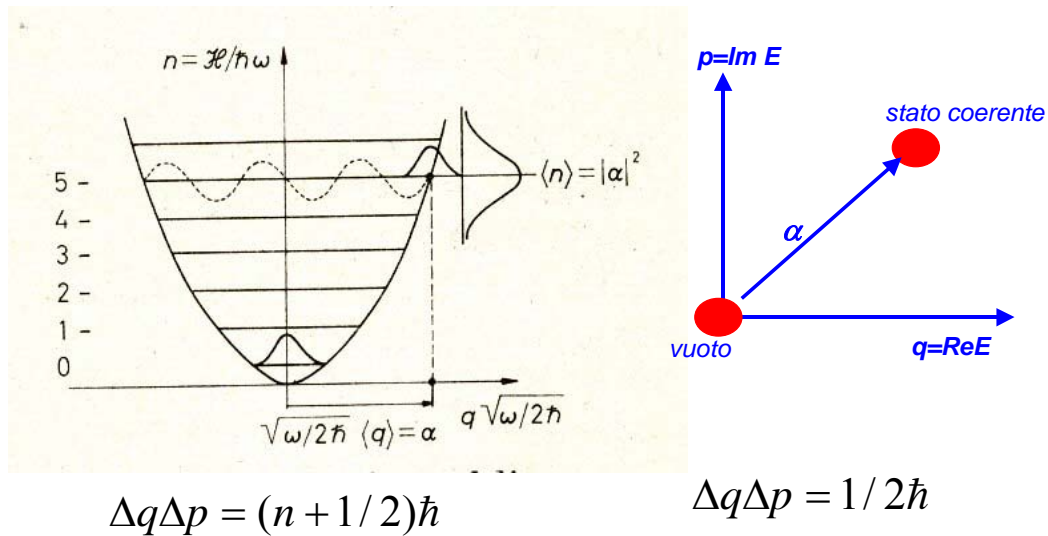 n = ℋ/ħω
5 -
4 -
3 -
2 -
1 -
0
⟨n⟩ = |α|²
√ω/2ħ ⟨q⟩ = α
q √ω/2ħ
ΔqΔp = (n + 1/2)ħ
p=Im E
stato coerente
α
vuoto
q=ReE
ΔqΔp = 1/2ħ